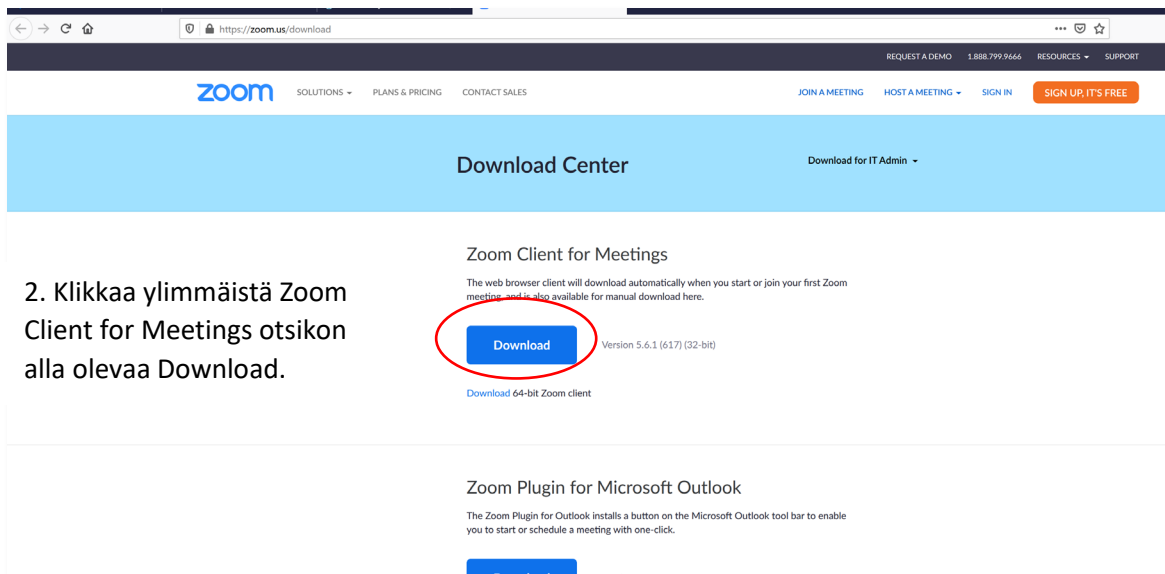 https://zoom.us/download
REQUEST A DEMO 1.888.799.9666 RESOURCES SUPPORT
zoom SOLUTIONS PLANS & PRICING CONTACT SALES JOIN A MEETING HOST A MEETING SIGN IN SIGN UP, IT'S FREE
Download Center Download for IT Admin
Zoom Client for Meetings
The web browser client will download automatically when you start or join your first Zoom
meeting, and is also available for manual download here.
2. Klikkaa ylimmäistä Zoom
Client for Meetings otsikon
alla olevaa Download.
Download Version 5.6.1 (617) (32-bit)
Download 64-bit Zoom client
Zoom Plugin for Microsoft Outlook
The Zoom Plugin for Outlook installs a button on the Microsoft Outlook tool bar to enable
you to start or schedule a meeting with one-click.